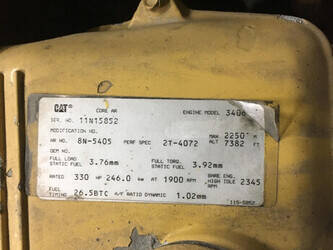 CAT® CORE AR ENGINE MODEL 3406
SER. NO. 11N15852
MODIFICATION NO. MAX 2250 M
AR NO. 8N-5405 PERF SPEC 2T-4072 ALT 7382 FT
OEM NO.
FULL LOAD STATIC FUEL 3.76mm FULL TORQ. STATIC FUEL 3.92mm
RATED 330 HP 246.0 kW AT 1900 RPM BARE ENG. HIGH IDLE 2345 RPM
FUEL TIMING 26.5BTC A/F RATIO DYNAMIC 1.02mm